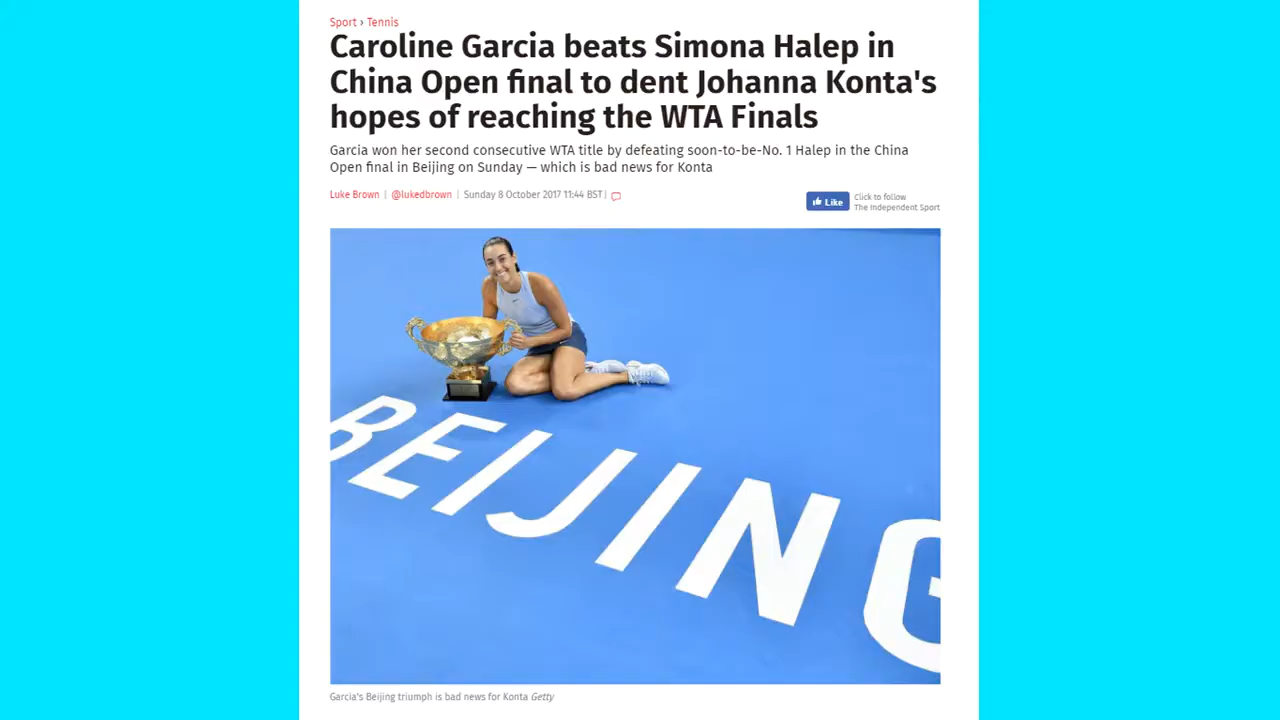 Sport › Tennis
Caroline Garcia beats Simona Halep in
China Open final to dent Johanna Konta's
hopes of reaching the WTA Finals
Garcia won her second consecutive WTA title by defeating soon-to-be-No. 1 Halep in the China
Open final in Beijing on Sunday — which is bad news for Konta
Luke Brown | @lukedbrown | Sunday 8 October 2017 11:44 BST |
Like
Click to follow
The Independent Sport
BEIJING
Garcia's Beijing triumph is bad news for Konta Getty